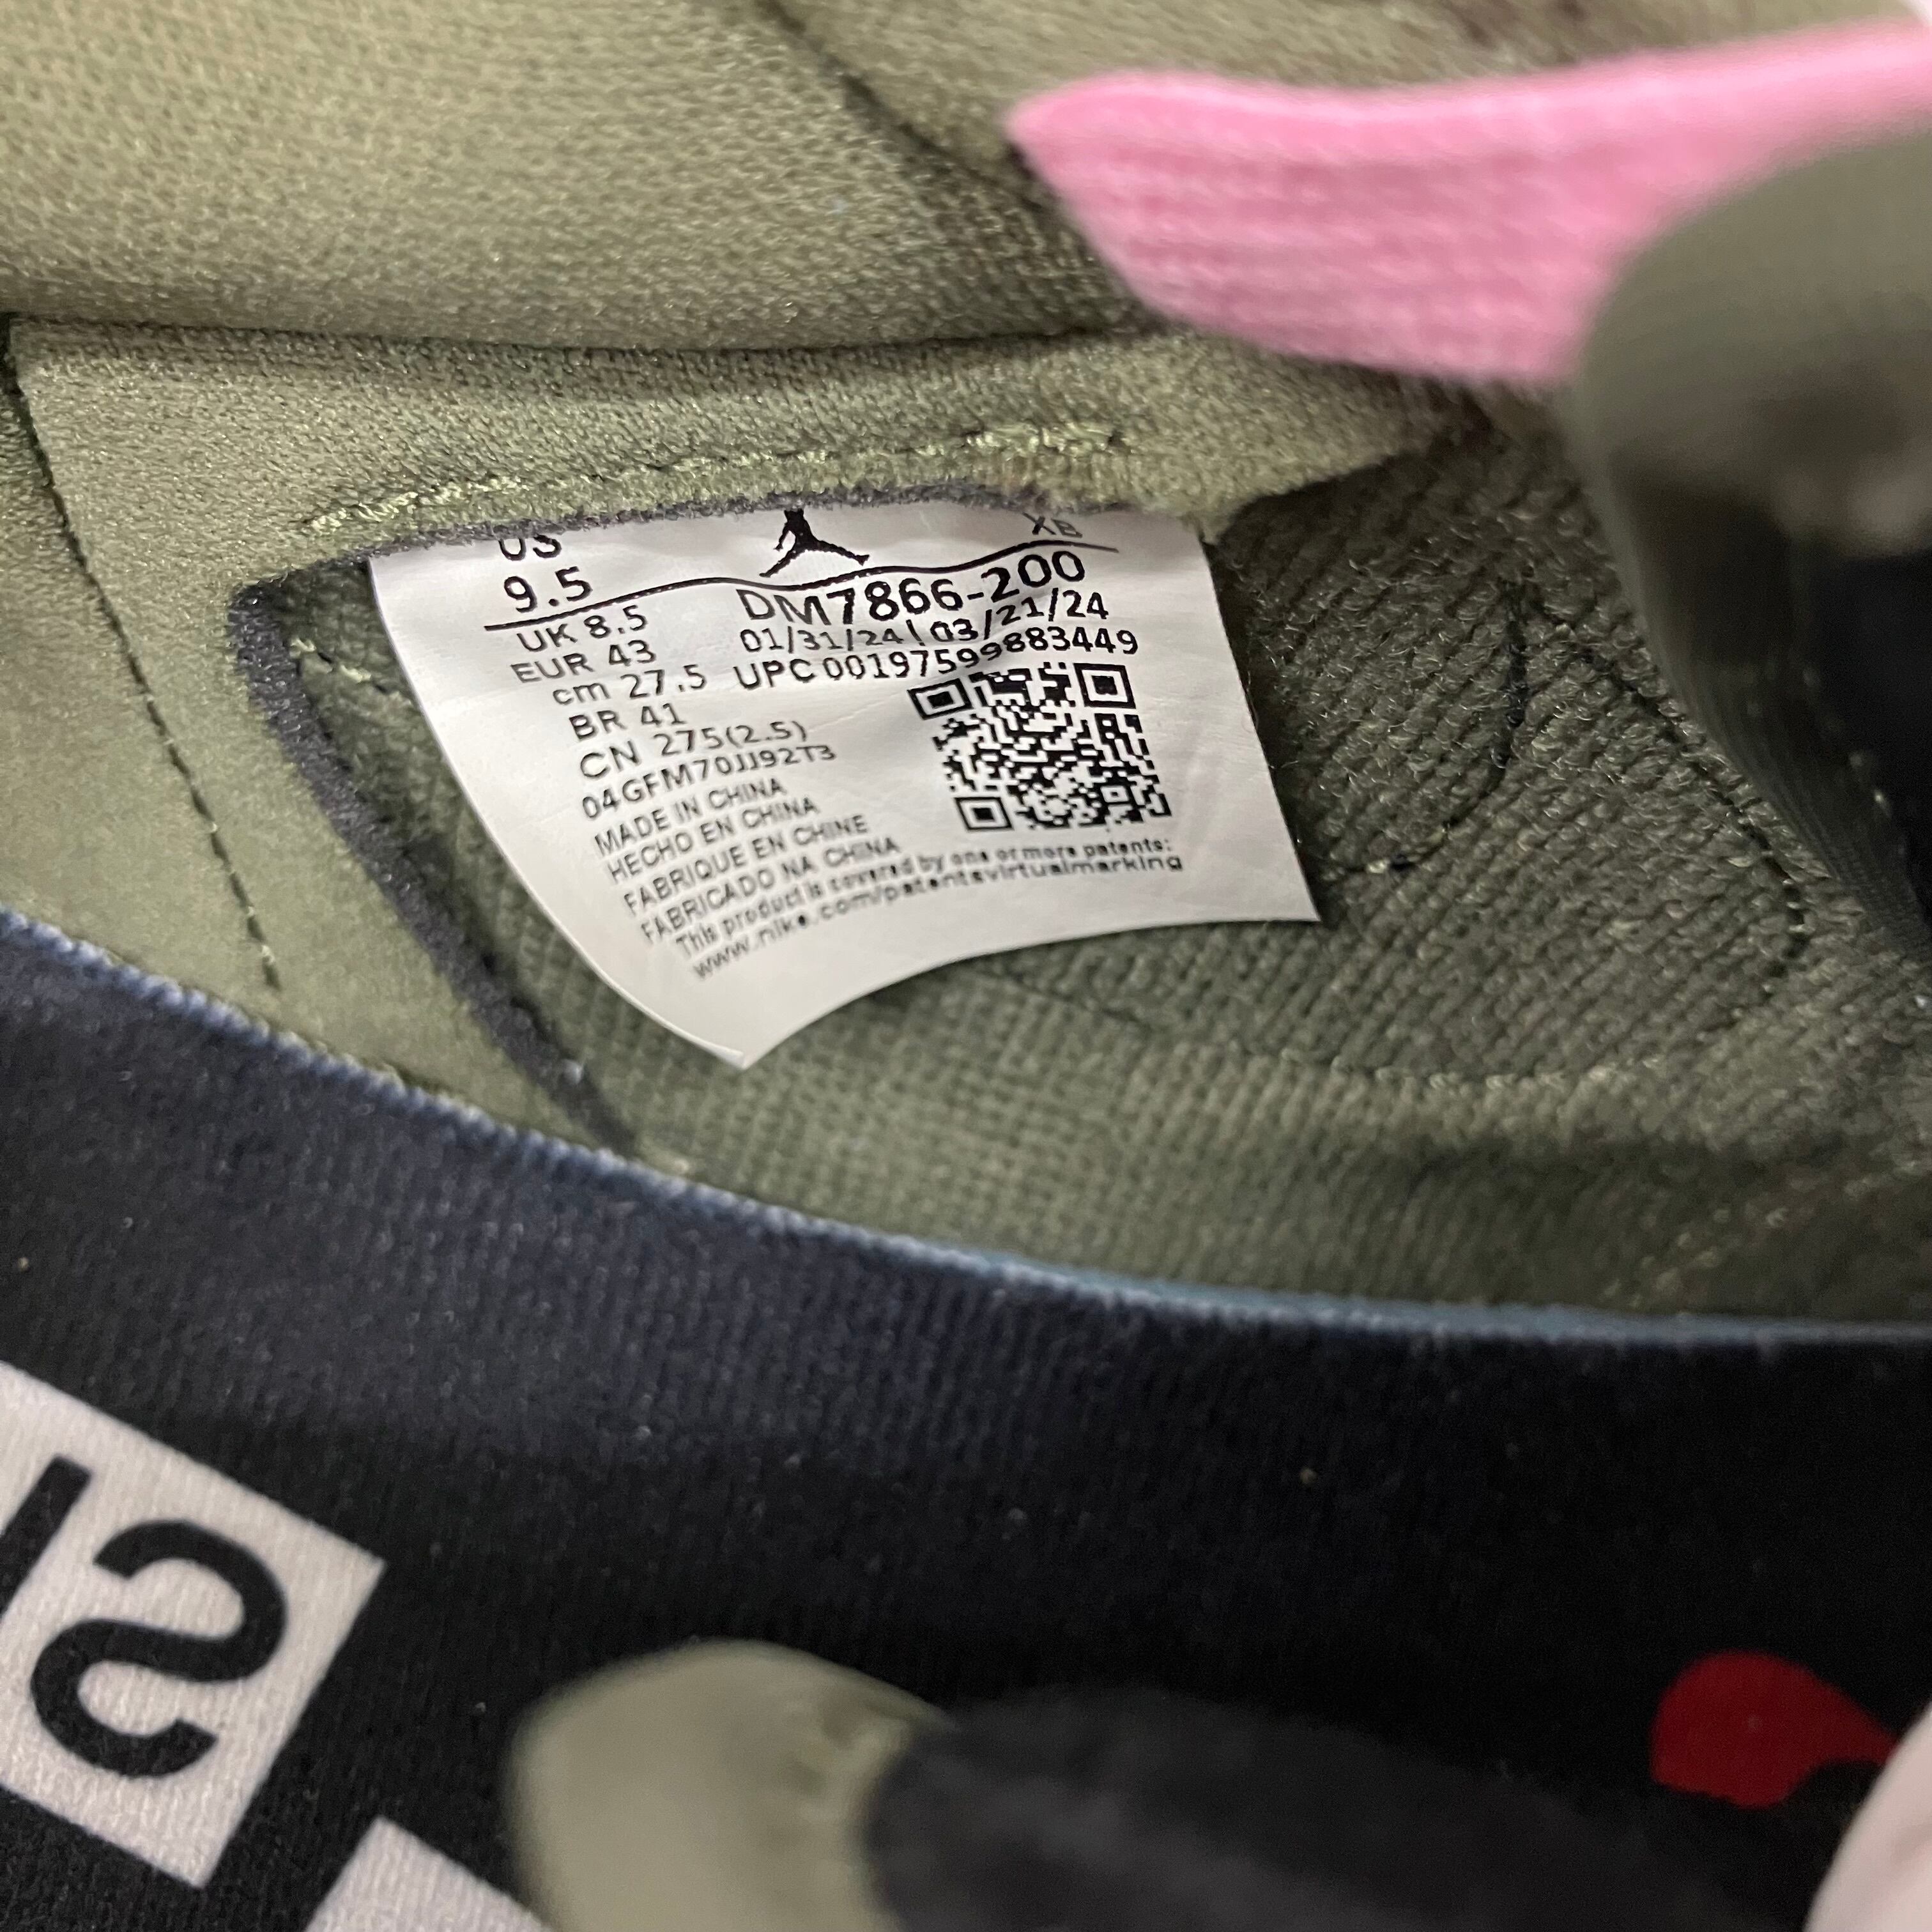 US XB
9.5 DM7866-200
UK 8.5 01/31/24 03/21/24
EUR 43 UPC 00197599883449
cm 27.5
BR 41
CN 275(2.5)
04GFM70JJ92T3
MADE IN CHINA
HECHO EN CHINA
FABRIQUE EN CHINE
FABRICADO NA CHINA
This product is covered by one or more patents:
www.nike.com/patentsvirtualmarking